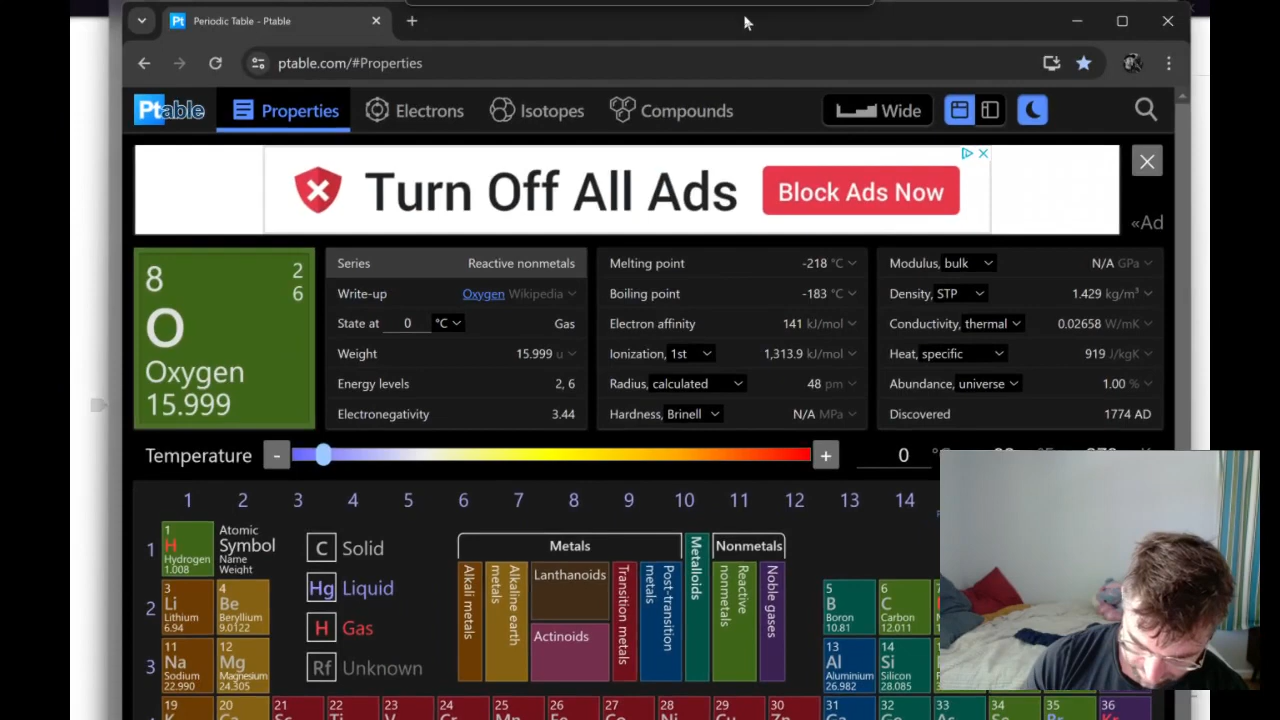 Periodic Table - Ptable
ptable.com/#Properties
Ptable Properties Electrons Isotopes Compounds Wide
Turn Off All Ads Block Ads Now
«Ad
8 2
6
O
Oxygen
15.999
Series Reactive nonmetals
Write-up Oxygen Wikipedia
State at 0 °C Gas
Weight 15.999 u
Energy levels 2, 6
Electronegativity 3.44
Melting point -218 °C
Boiling point -183 °C
Electron affinity 141 kJ/mol
Ionization, 1st 1,313.9 kJ/mol
Radius, calculated 48 pm
Hardness, Brinell N/A MPa
Modulus, bulk N/A GPa
Density, STP 1.429 kg/m³
Conductivity, thermal 0.02658 W/mK
Heat, specific 919 J/kgK
Abundance, universe 1.00 %
Discovered 1774 AD
Temperature - + 0
1 2 3 4 5 6 7 8 9 10 11 12 13 14
1
1
H
Hydrogen
1.008
Atomic
Symbol
Name
Weight
C Solid
Hg Liquid
H Gas
Rf Unknown
Metals
Nonmetals
Alkali metals
Alkaline earth metals
Lanthanoids
Actinoids
Transition metals
Post-transition metals
Metalloids
Reactive nonmetals
Noble gases
2
3
Li
Lithium
6.94
4
Be
Beryllium
9.0122
5
B
Boron
10.81
6
C
Carbon
12.011
3
11
Na
Sodium
22.990
12
Mg
Magnesium
24.305
13
Al
Aluminium
26.982
14
Si
Silicon
28.085
19 20 21 22 23 24 25 26 27 28 29 30 31 32 33 34 35 36